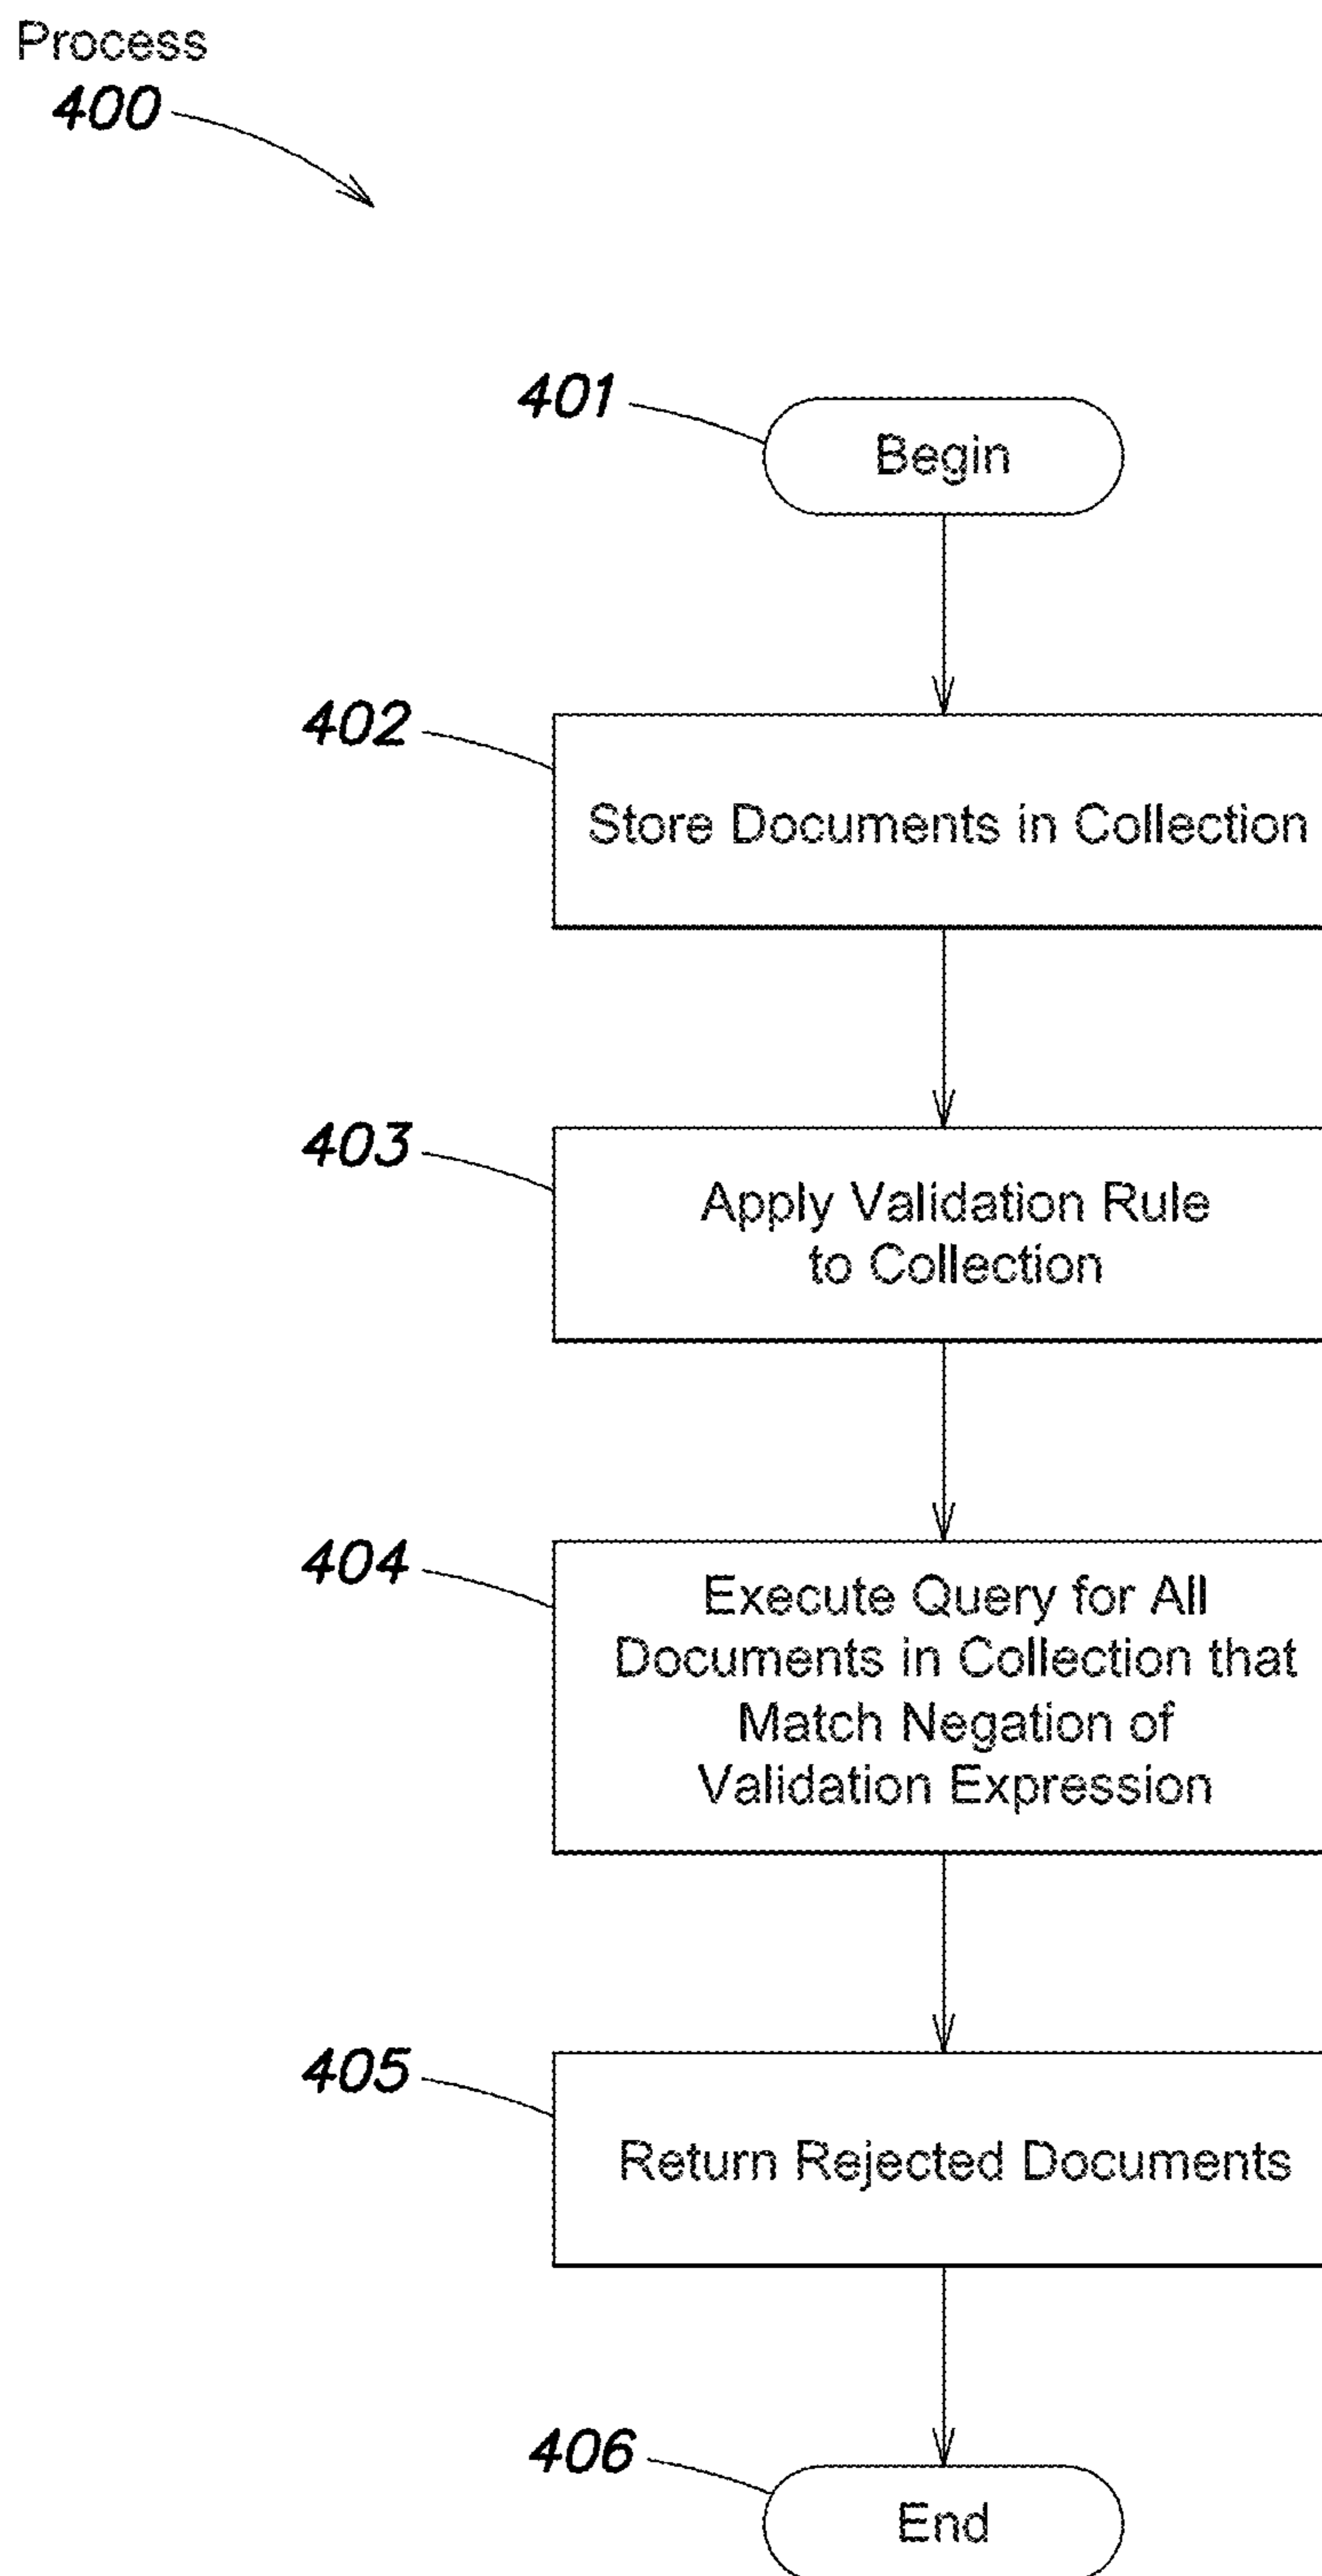 Process
400
401
Begin
402
Store Documents in Collection
403
Apply Validation Rule
to Collection
404
Execute Query for All
Documents in Collection that
Match Negation of
Validation Expression
405
Return Rejected Documents
406
End